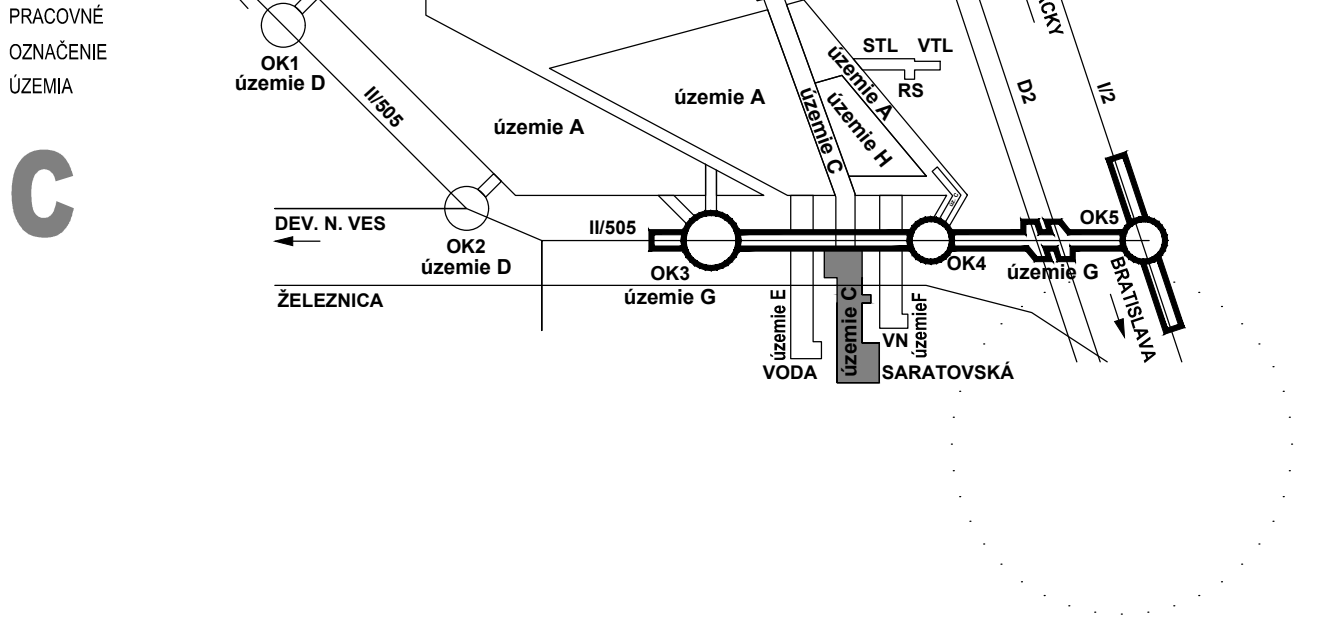 PRACOVNÉ
OZNAČENIE
ÚZEMIA
C
OK1
územie D
II/505
územie A
územie A
územie C
územie H
územie A
STL VTL
RS
D2
I/2
DEV. N. VES
OK2
územie D
II/505
OK3
územie G
OK4
územie G
OK5
BRATISLAVA
ŽELEZNICA
územie E
VODA
územie C
VN
územieF
SARATOVSKÁ